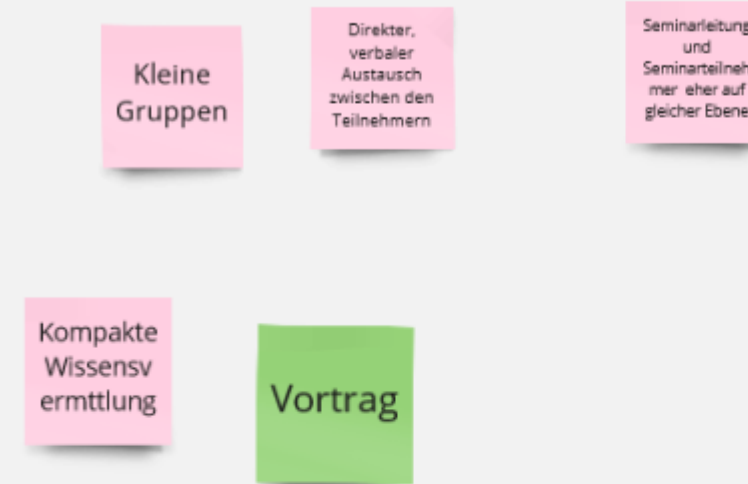 Kleine
Gruppen
Direkter,
verbaler
Austausch
zwischen den
Teilnehmern
Seminarleitung
und
Seminarteilneh
mer eher auf
gleicher Ebene
Kompakte
Wissensv
ermttlung
Vortrag